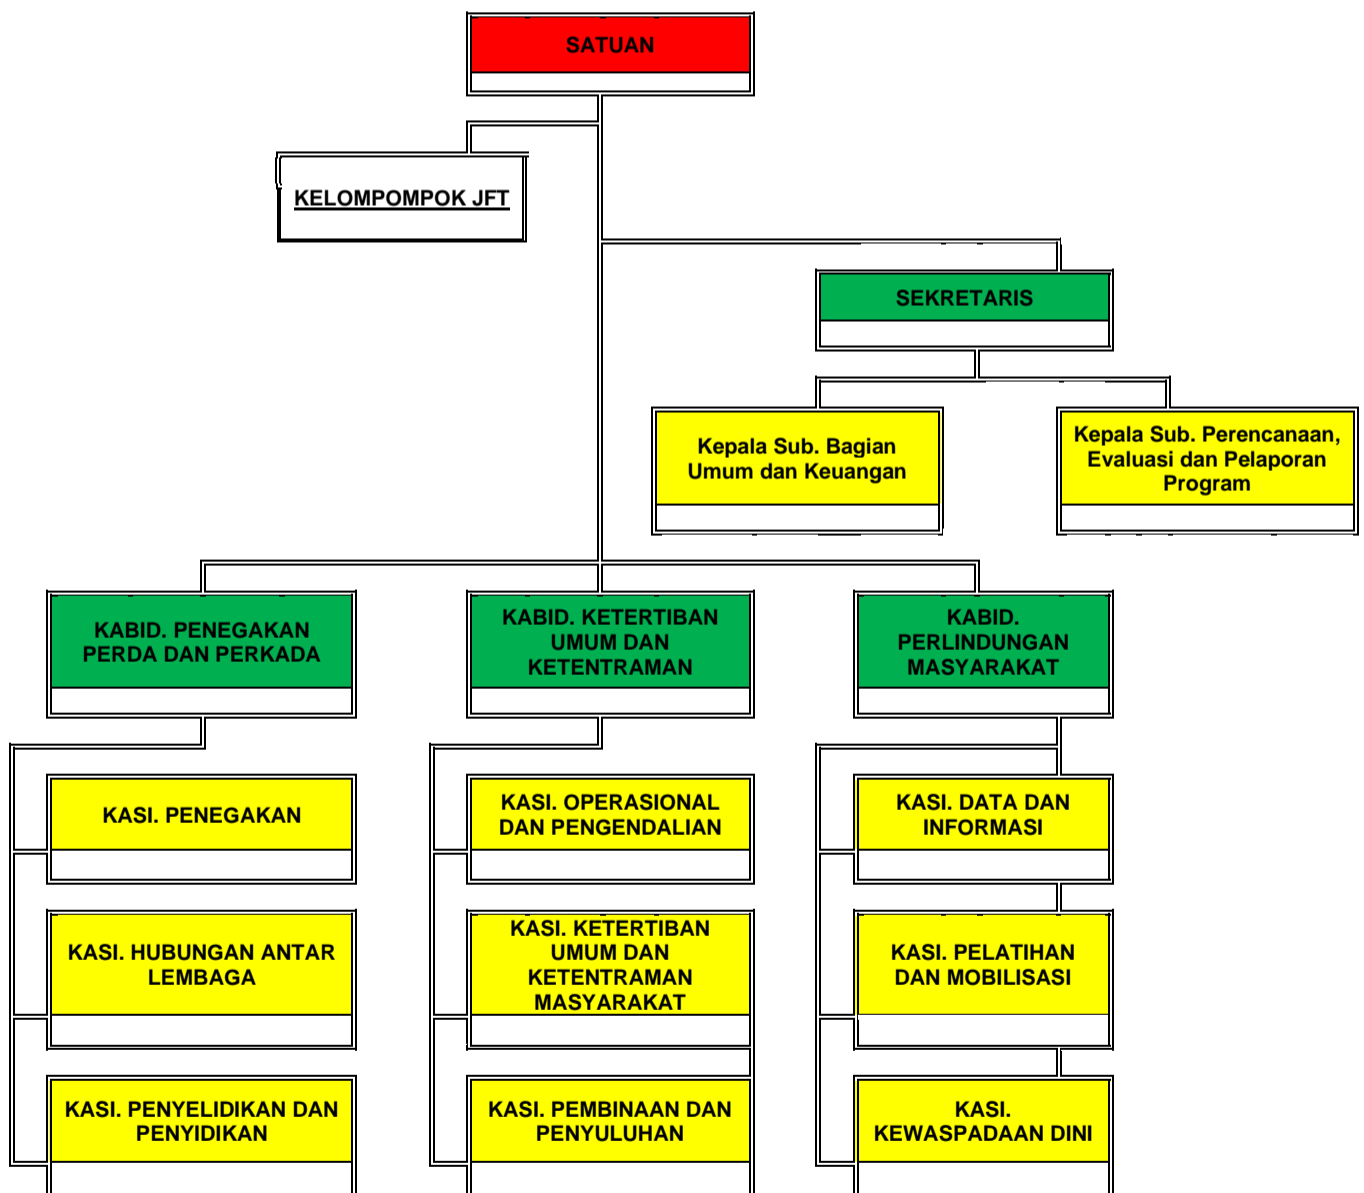 SATUAN
KELOMPOMPOK JFT
SEKRETARIS
Kepala Sub. Bagian
Umum dan Keuangan
Kepala Sub. Perencanaan,
Evaluasi dan Pelaporan
Program
KABID. PENEGAKAN
PERDA DAN PERKADA
KABID. KETERTIBAN
UMUM DAN
KETENTRAMAN
KABID.
PERLINDUNGAN
MASYARAKAT
KASI. PENEGAKAN
KASI. OPERASIONAL
DAN PENGENDALIAN
KASI. DATA DAN
INFORMASI
KASI. HUBUNGAN ANTAR
LEMBAGA
KASI. KETERTIBAN
UMUM DAN
KETENTRAMAN
MASYARAKAT
KASI. PELATIHAN
DAN MOBILISASI
KASI. PENYELIDIKAN DAN
PENYIDIKAN
KASI. PEMBINAAN DAN
PENYULUHAN
KASI.
KEWASPADAAN DINI